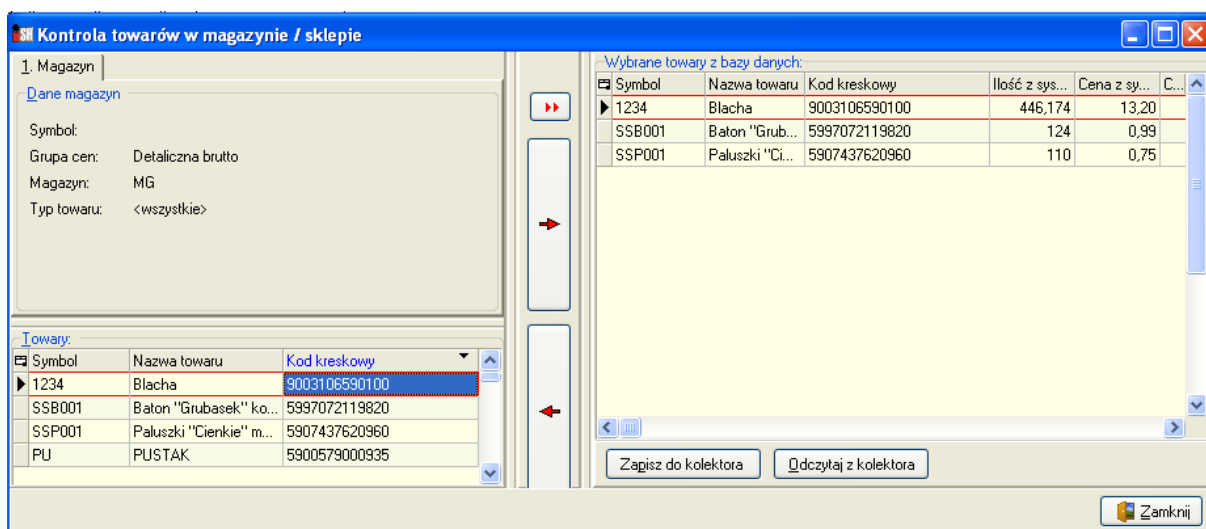 Kontrola towarów w magazynie / sklepie
1. Magazyn
Dane magazyn
Symbol:
Grupa cen: Detaliczna brutto
Magazyn: MG
Typ towaru: <wszystkie>
Towary:
Symbol Nazwa towaru Kod kreskowy
1234 Blacha 9003106590100
SSB001 Baton "Grubasek" ko... 5997072119820
SSP001 Paluszki "Cienkie" m... 5907437620960
PU PUSTAK 5900579000935
Wybrane towary z bazy danych:
Symbol Nazwa towaru Kod kreskowy Ilość z sys... Cena z sy... C...
1234 Blacha 9003106590100 446,174 13,20
SSB001 Baton "Grub... 5997072119820 124 0,99
SSP001 Paluszki "Ci... 5907437620960 110 0,75
Zapisz do kolektora Odczytaj z kolektora
Zamknij